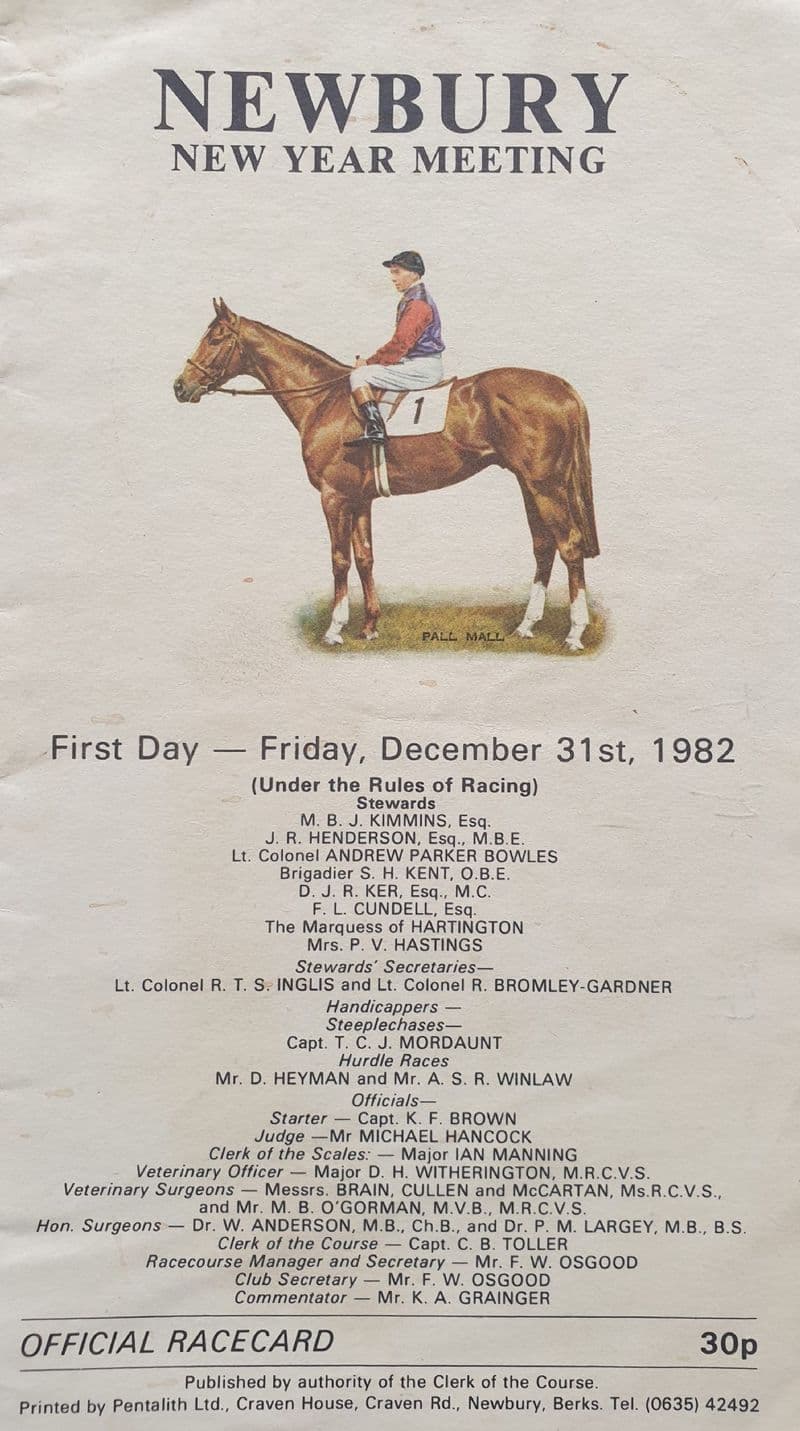 NEWBURY
NEW YEAR MEETING
1
PALL MALL
First Day — Friday, December 31st, 1982
(Under the Rules of Racing)
Stewards
M. B. J. KIMMINS, Esq.
J. R. HENDERSON, Esq., M.B.E.
Lt. Colonel ANDREW PARKER BOWLES
Brigadier S. H. KENT, O.B.E.
D. J. R. KER, Esq., M.C.
F. L. CUNDELL, Esq.
The Marquess of HARTINGTON
Mrs. P. V. HASTINGS
Stewards' Secretaries—
Lt. Colonel R. T. S. INGLIS and Lt. Colonel R. BROMLEY-GARDNER
Handicappers —
Steeplechases—
Capt. T. C. J. MORDAUNT
Hurdle Races
Mr. D. HEYMAN and Mr. A. S. R. WINLAW
Officials—
Starter — Capt. K. F. BROWN
Judge —Mr MICHAEL HANCOCK
Clerk of the Scales: — Major IAN MANNING
Veterinary Officer — Major D. H. WITHERINGTON, M.R.C.V.S.
Veterinary Surgeons — Messrs. BRAIN, CULLEN and McCARTAN, Ms.R.C.V.S.,
and Mr. M. B. O'GORMAN, M.V.B., M.R.C.V.S.
Hon. Surgeons — Dr. W. ANDERSON, M.B., Ch.B., and Dr. P. M. LARGEY, M.B., B.S.
Clerk of the Course — Capt. C. B. TOLLER
Racecourse Manager and Secretary — Mr. F. W. OSGOOD
Club Secretary — Mr. F. W. OSGOOD
Commentator — Mr. K. A. GRAINGER
OFFICIAL RACECARD 30p
Published by authority of the Clerk of the Course.
Printed by Pentalith Ltd., Craven House, Craven Rd., Newbury, Berks. Tel. (0635) 42492